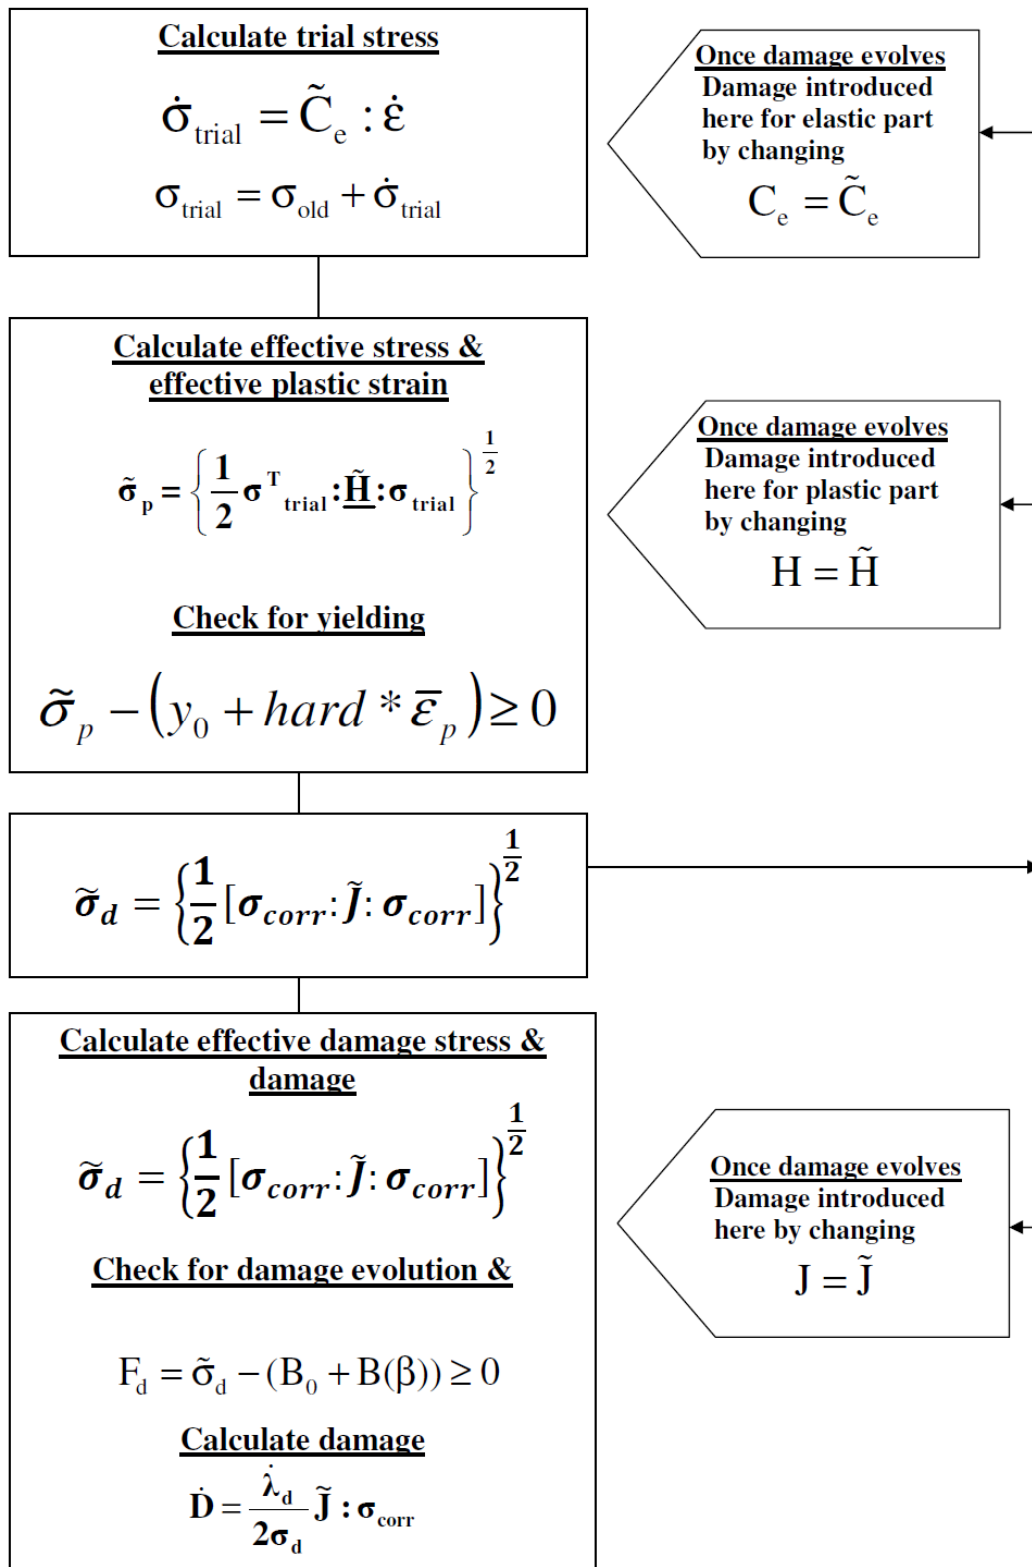 Calculate trial stress
σ̇_trial = C̃_e : ε̇
σ_trial = σ_old + σ̇_trial
Once damage evolves
Damage introduced
here for elastic part
by changing
C_e = C̃_e
Calculate effective stress &
effective plastic strain
σ̃_p = {1/2 σ^T_trial : H̃ : σ_trial}^1/2
Check for yielding
σ̃_p − (y_0 + hard * ε̄_p) ≥ 0
Once damage evolves
Damage introduced
here for plastic part
by changing
H = H̃
σ̃_d = {1/2 [σ_corr : J̃ : σ_corr]}^1/2
Calculate effective damage stress &
damage
σ̃_d = {1/2 [σ_corr : J̃ : σ_corr]}^1/2
Check for damage evolution &
F_d = σ̃_d − (B_0 + B(β)) ≥ 0
Calculate damage
Ḋ = λ̇_d / 2σ_d J̃ : σ_corr
Once damage evolves
Damage introduced
here by changing
J = J̃